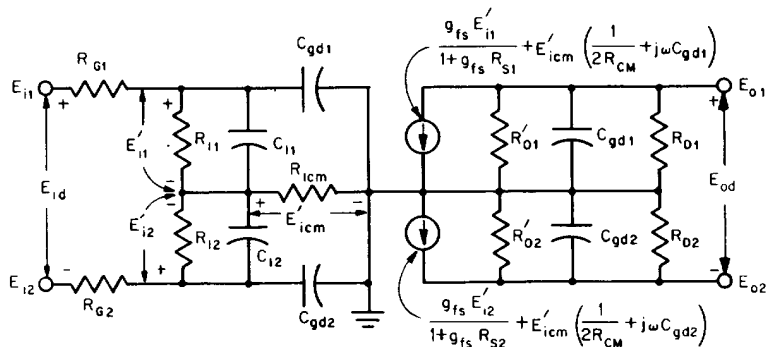 g_fs E'_i1 / (1+g_fs R_S1) + E'_icm (1 / 2R_CM + jωC_gd1)
R_G1
C_gd1
E_i1
E_o1
+
+
+
E'_i1
R_i1
C_i1
R'_O1
C_gd1
R_D1
−
R_icm
E_id
E_od
−
+
E'_icm
−
E'_i2
R_i2
C_i2
R'_O2
C_gd2
R_D2
−
+
+
−
E_i2
E_o2
R_G2
C_gd2
g_fs E'_i2 / (1+g_fs R_S2) + E'_icm (1 / 2R_CM + jωC_gd2)